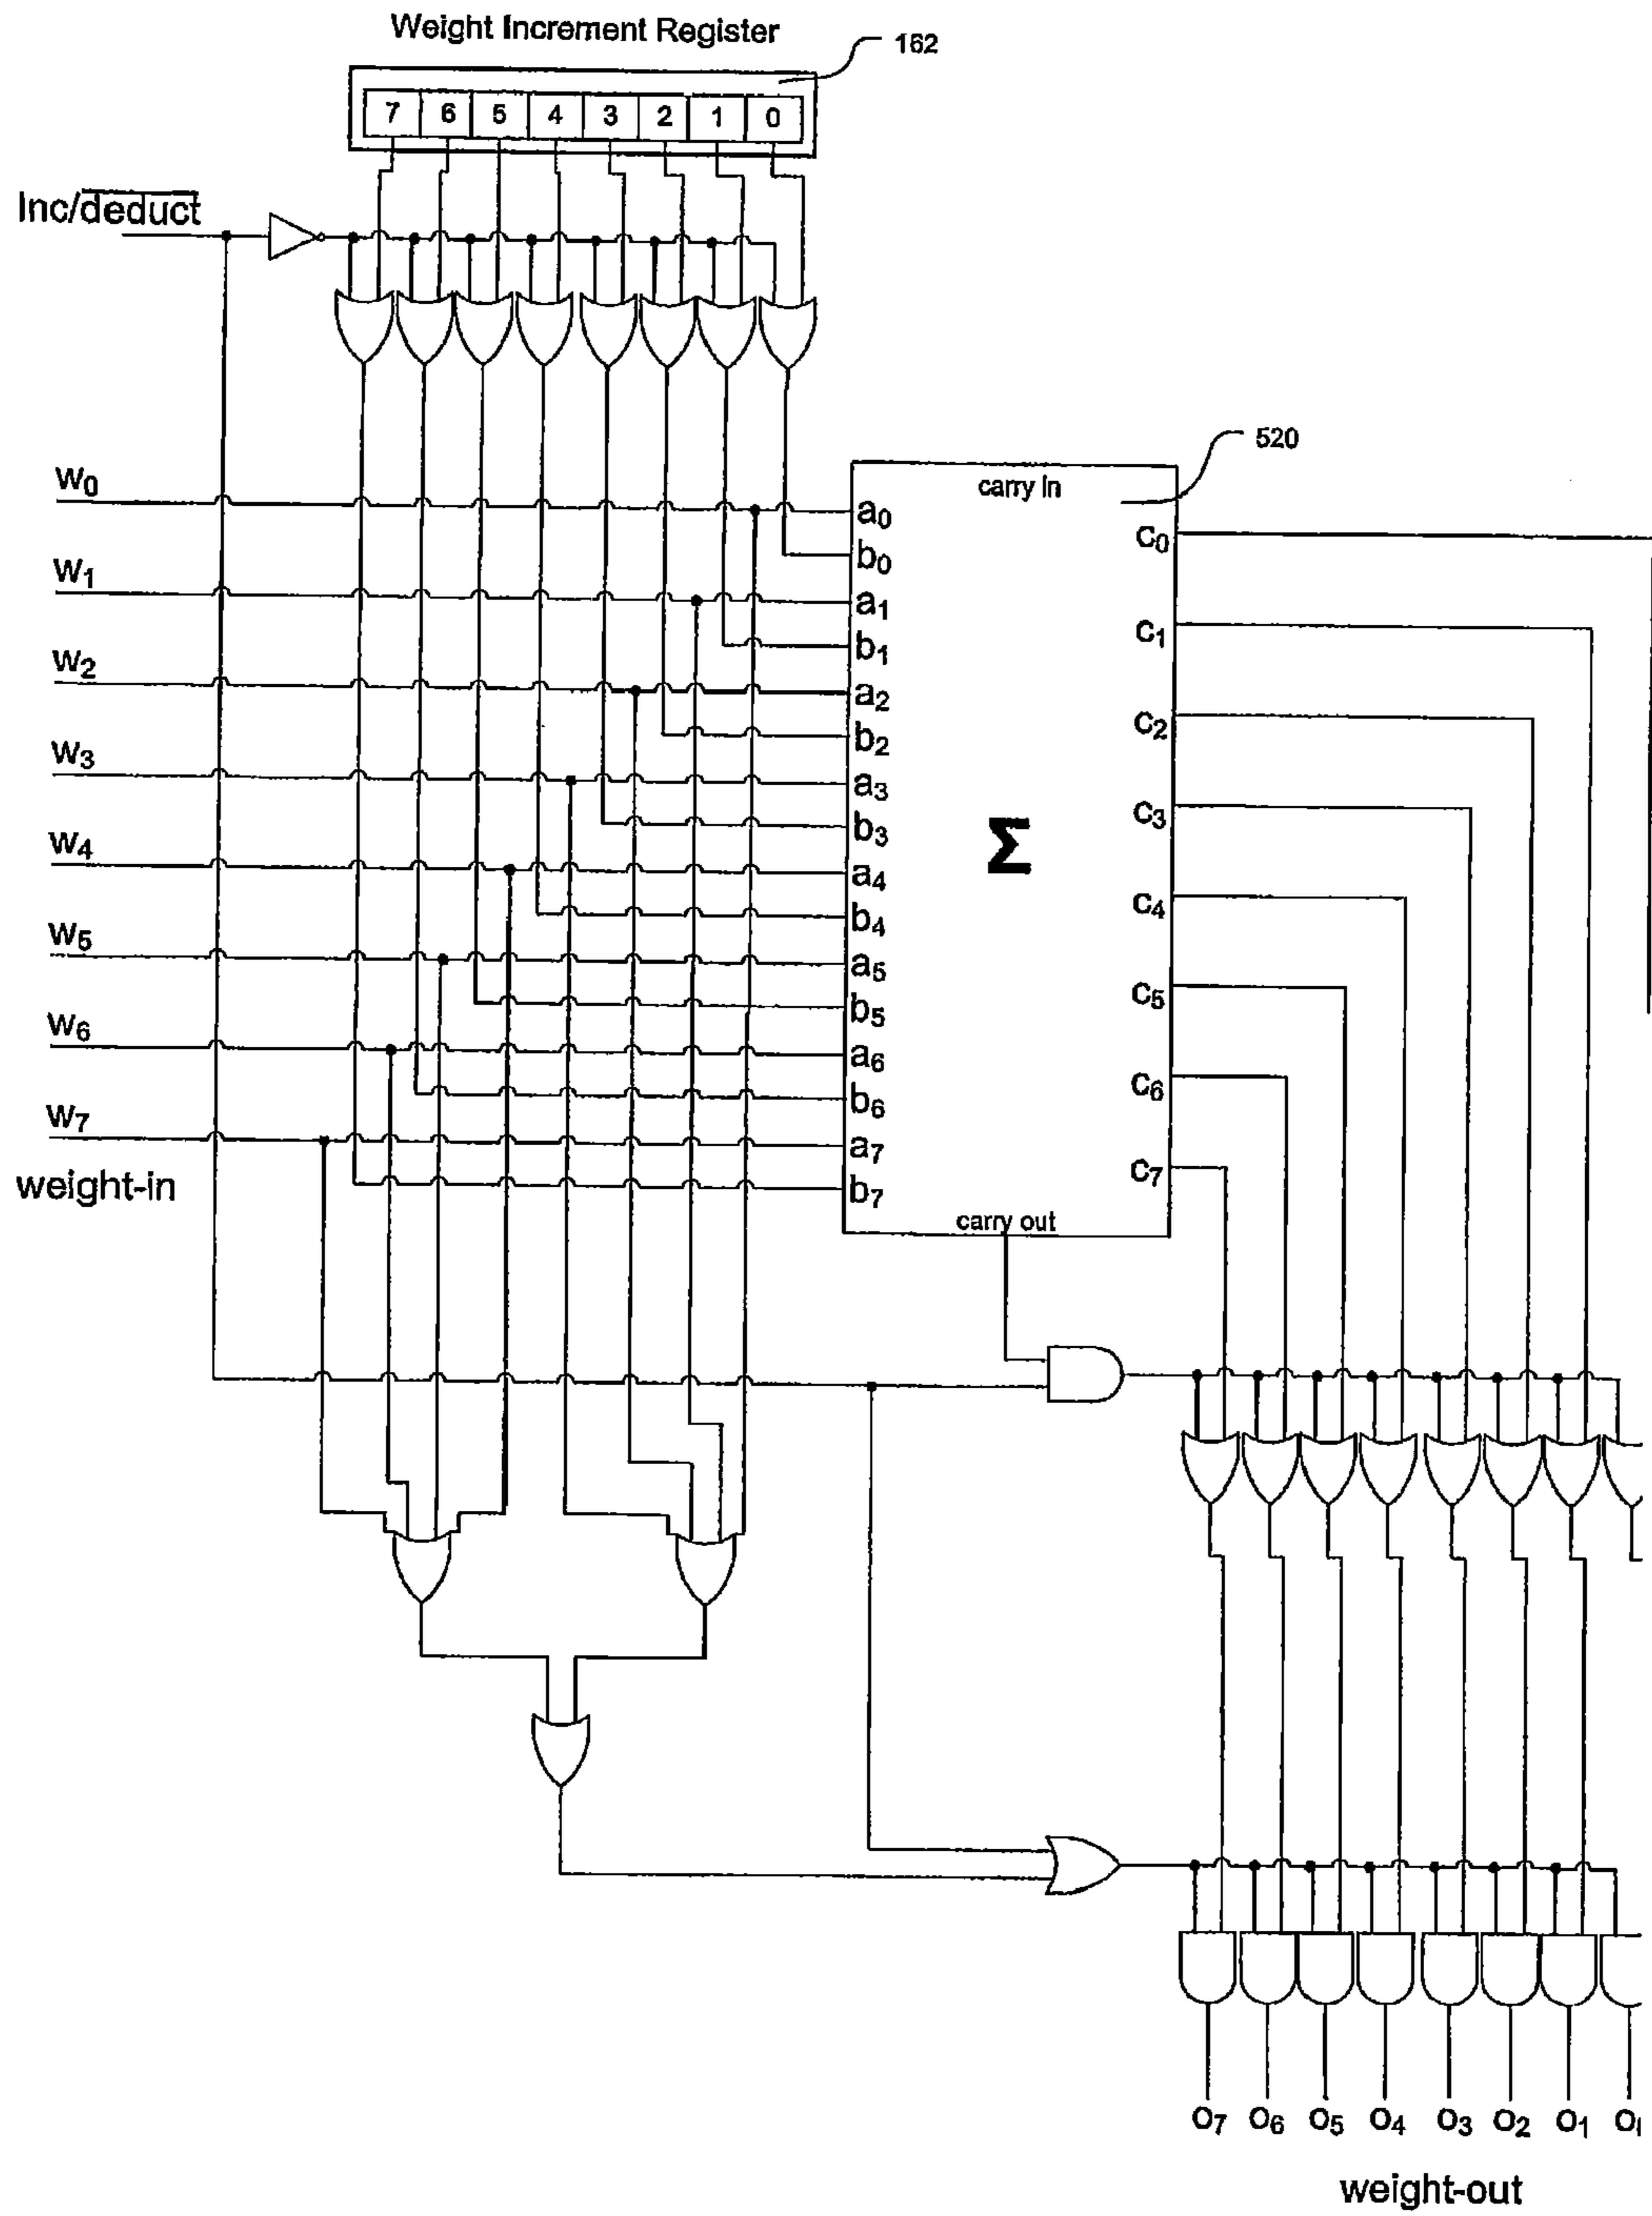 Weight Increment Register
162
7 6 5 4 3 2 1 0
Inc/deduct
520
carry in
W0
a0
c0
b0
W1
a1
c1
b1
W2
a2
c2
b2
W3
a3
c3
b3
Σ
W4
a4
c4
b4
W5
a5
c5
b5
W6
a6
c6
b6
W7
a7
c7
weight-in
b7
carry out
O7 O6 O5 O4 O3 O2 O1 O
weight-out